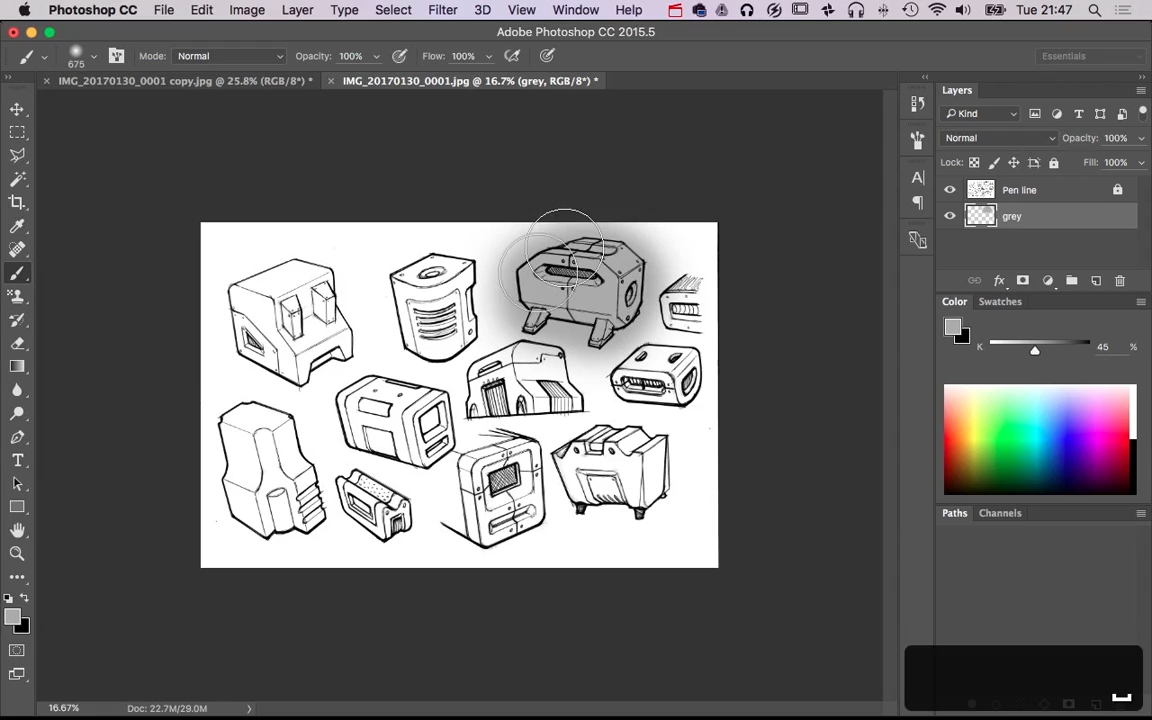 Photoshop CC File Edit Image Layer Type Select Filter 3D View Window Help Tue 21:47
Adobe Photoshop CC 2015.5
675 Mode: Normal Opacity: 100% Flow: 100% Essentials
IMG_20170130_0001 copy.jpg @ 25.8% (RGB/8*) * IMG_20170130_0001.jpg @ 16.7% (grey, RGB/8*) *
Layers
Kind
Normal Opacity: 100%
Lock: Fill: 100%
Pen line
grey
Color Swatches
K 45 %
Paths Channels
16.67% Doc: 22.7M/29.0M